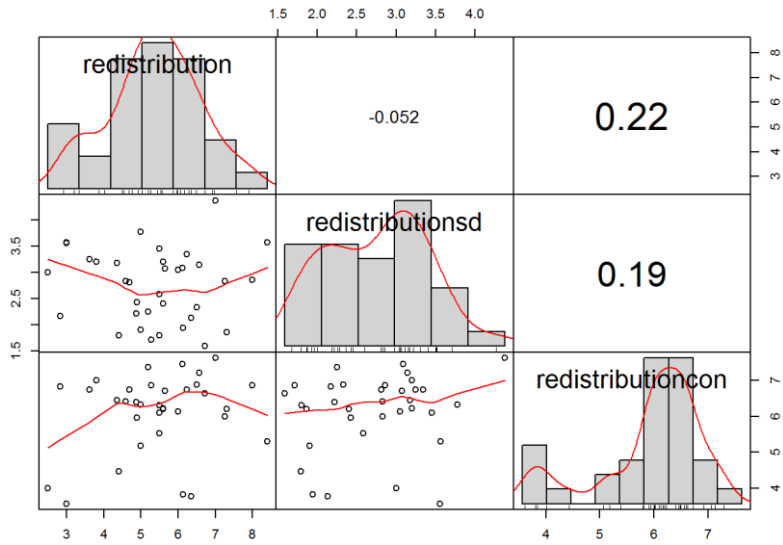 1.5 2.0 2.5 3.0 3.5 4.0
redistribution
-0.052
0.22
3 4 5 6 7 8
1.5 2.5 3.5
redistributionsd
0.19
redistributioncon
4 5 6 7
3 4 5 6 7 8
4 5 6 7